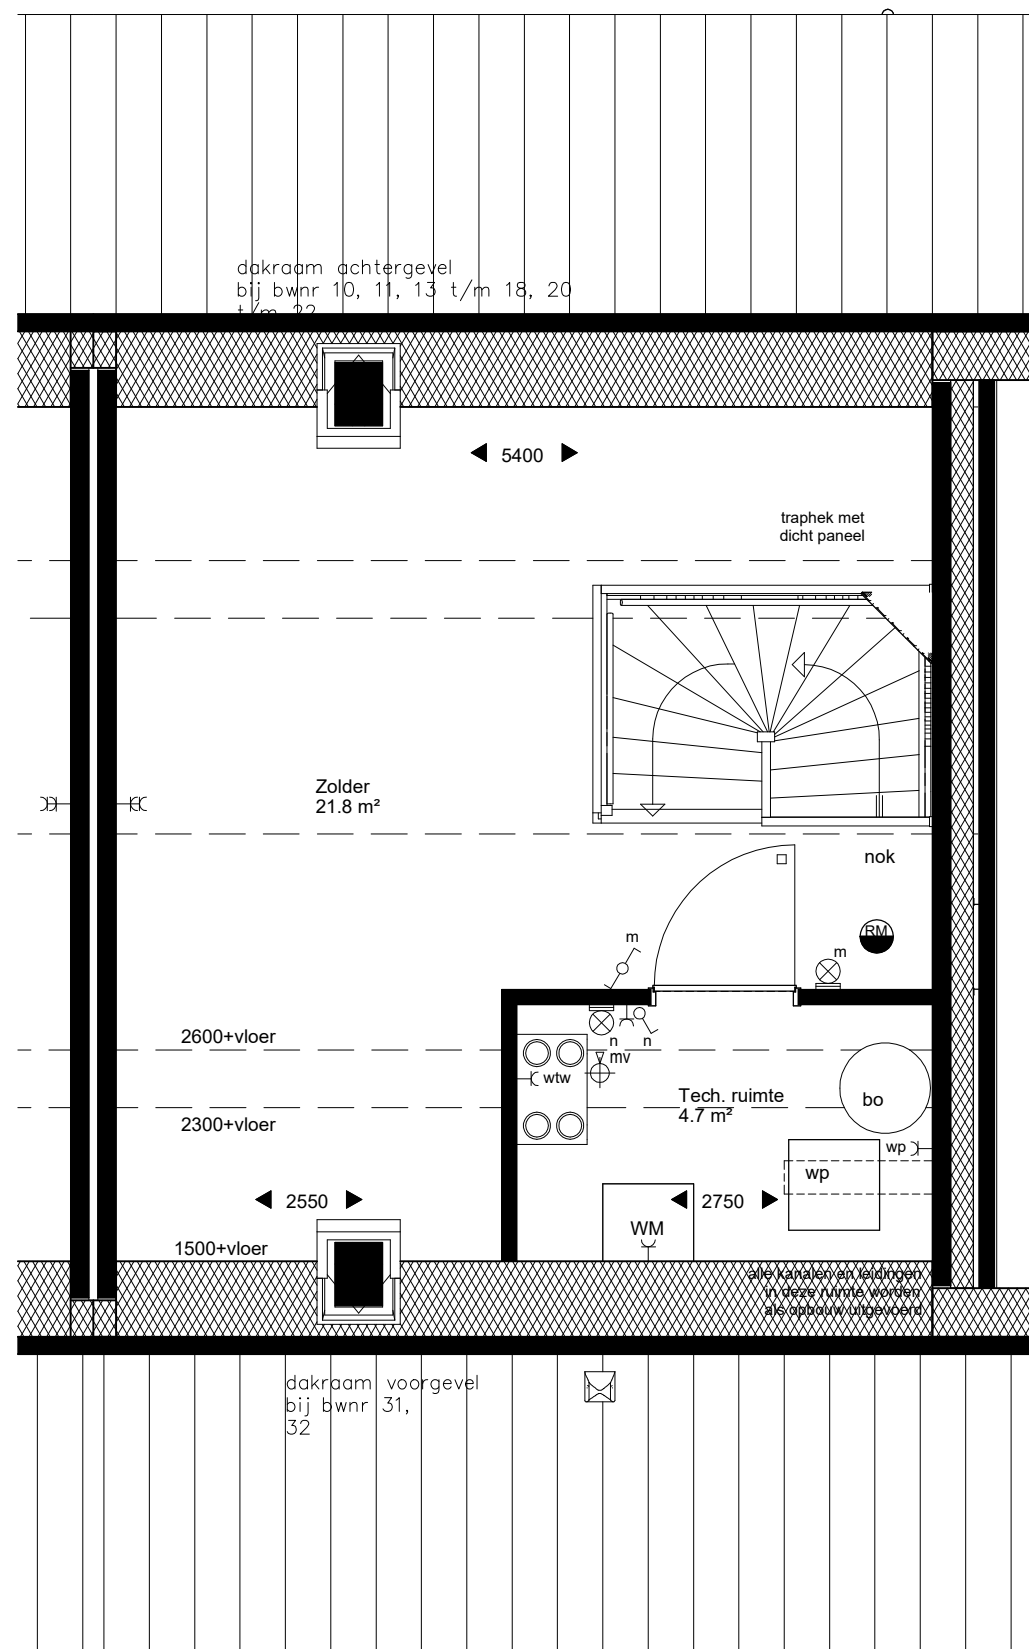 dakraam achtergevel
bij bwnr 10, 11, 13 t/m 18, 20
t/m 22
5400
traphek met
dicht paneel
Zolder
21.8 m²
nok
RM
m
m
2600+vloer
n
n
mv
wtw
Tech. ruimte
4.7 m²
bo
2300+vloer
wp
wp
2550
2750
WM
1500+vloer
alle kanalen en leidingen
in deze ruimte worden
als opbouw uitgevoerd
dakraam voorgevel
bij bwnr 31,
32